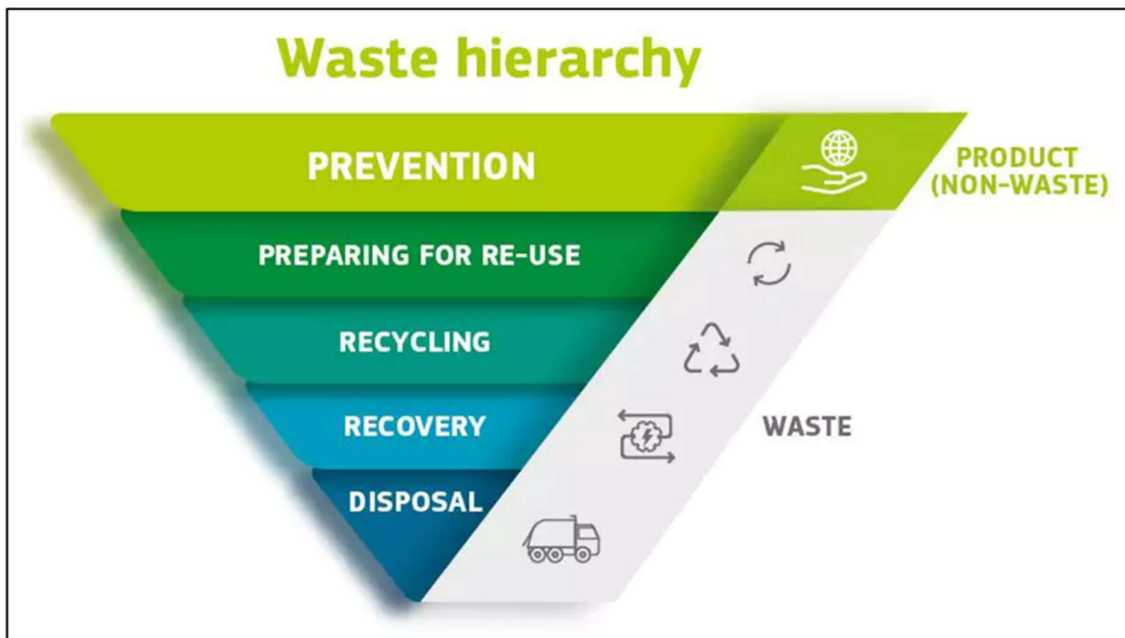 Waste hierarchy
PREVENTION
PRODUCT
(NON-WASTE)
PREPARING FOR RE-USE
RECYCLING
RECOVERY
WASTE
DISPOSAL